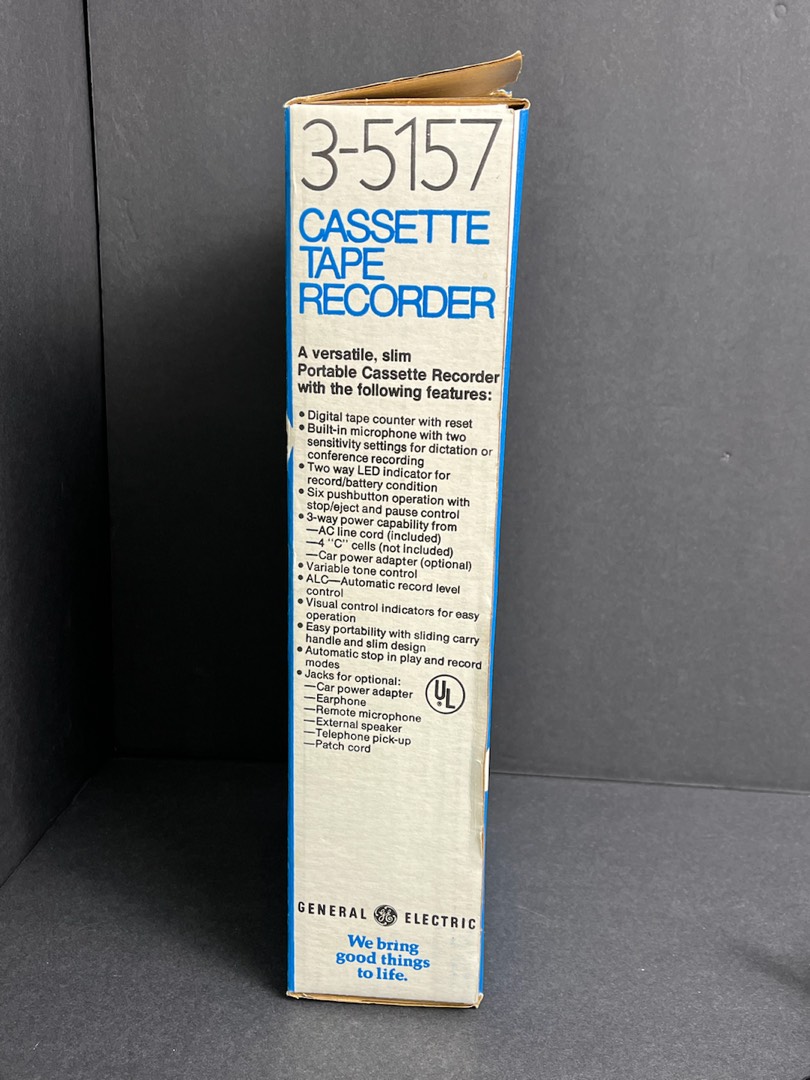 3-5157
CASSETTE
TAPE
RECORDER
A versatile, slim
Portable Cassette Recorder
with the following features:
• Digital tape counter with reset
• Built-in microphone with two
sensitivity settings for dictation or
conference recording
• Two way LED indicator for
record/battery condition
• Six pushbutton operation with
stop/eject and pause control
• 3-way power capability from
—AC line cord (included)
—4 "C" cells (not included)
—Car power adapter (optional)
• Variable tone control
• ALC—Automatic record level
control
• Visual control indicators for easy
operation
• Easy portability with sliding carry
handle and slim design
• Automatic stop in play and record
modes
• Jacks for optional:
—Car power adapter
—Earphone
—Remote microphone
—External speaker
—Telephone pick-up
—Patch cord
UL®
GENERAL GE ELECTRIC
We bring
good things
to life.